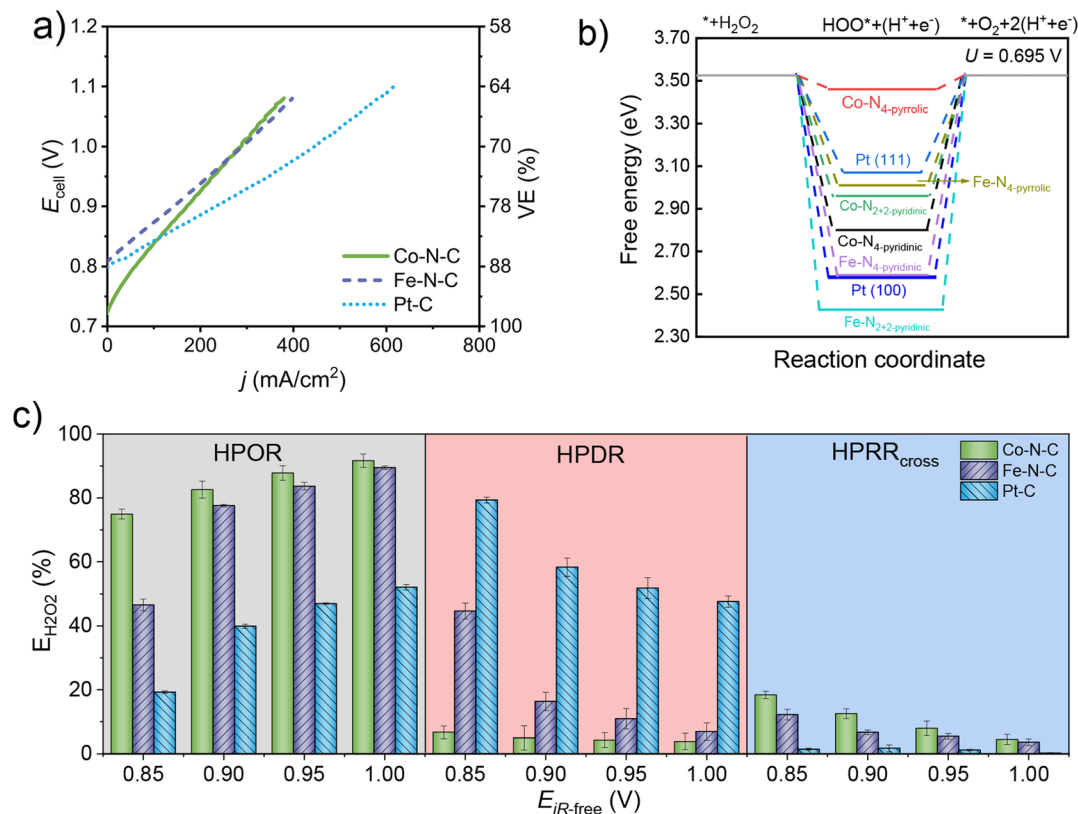 a)
1.2
1.1
1.0
0.9
0.8
0.7
E_cell (V)
0 200 400 600 800
j (mA/cm²)
58
64
70
78
88
100
VE (%)
Co-N-C
Fe-N-C
Pt-C
b)
*+H₂O₂ HOO*+(H⁺+e⁻) *+O₂+2(H⁺+e⁻)
U = 0.695 V
3.70
3.50
3.10
2.90
2.70
2.50
2.30
Free energy (eV)
Co-N₄₋pyrrolic
Pt (111)
Fe-N₄₋pyrrolic
Co-N₂₊₂₋pyridinic
Co-N₄₋pyridinic
Fe-N₄₋pyridinic
Pt (100)
Fe-N₂₊₂₋pyridinic
Reaction coordinate
c)
100
80
60
40
20
0
E_H2O2 (%)
HPOR HPDR HPRR_cross
Co-N-C
Fe-N-C
Pt-C
0.85 0.90 0.95 1.00 0.85 0.90 0.95 1.00 0.85 0.90 0.95 1.00
E_iR-free (V)